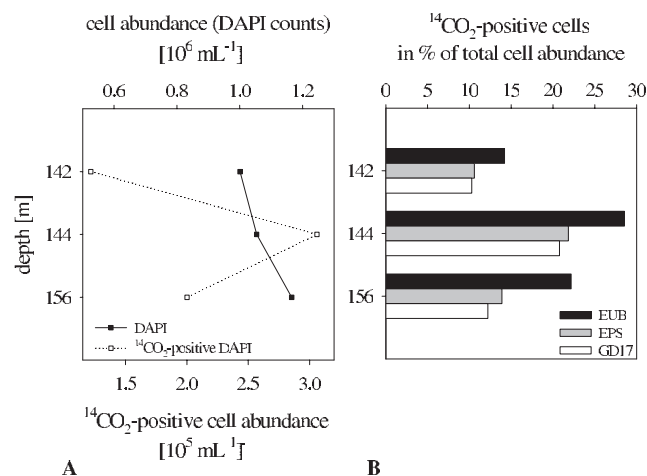 cell abundance (DAPI counts)
[10⁶ mL⁻¹]
0.6 0.8 1.0 1.2
142
144
156
depth [m]
DAPI
¹⁴CO₂-positive DAPI
1.5 2.0 2.5 3.0
¹⁴CO₂-positive cell abundance
[10⁵ mL⁻¹]
A
¹⁴CO₂-positive cells
in % of total cell abundance
0 5 10 15 20 25 30
142
144
156
EUB
EPS
GD17
B